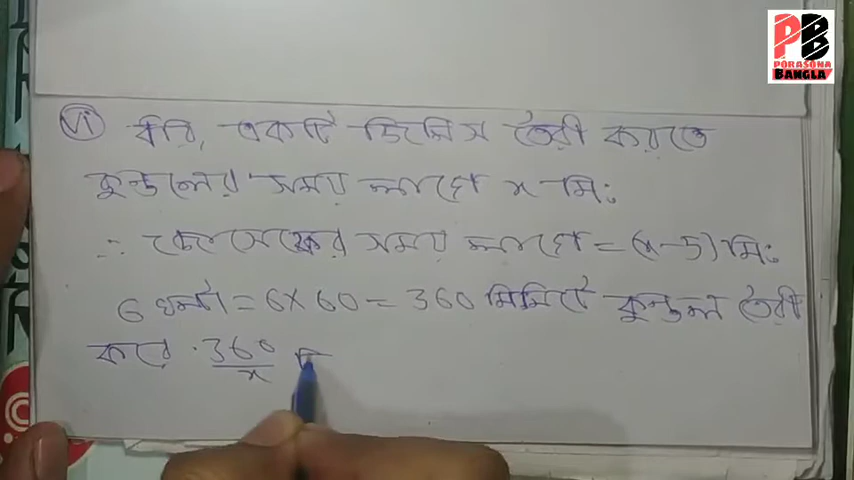 PB
PORASONA
BANGLA
(vi) ধরি, একটি জিনিস তৈরী করতে
কুন্তলের সময় লাগে x মি:
∴ জোসেফের সময় লাগে = (x-5) মি:
6 ঘন্টা = 6 × 60 = 360 মিনিটে কুন্তল তৈরী
করে 360/x